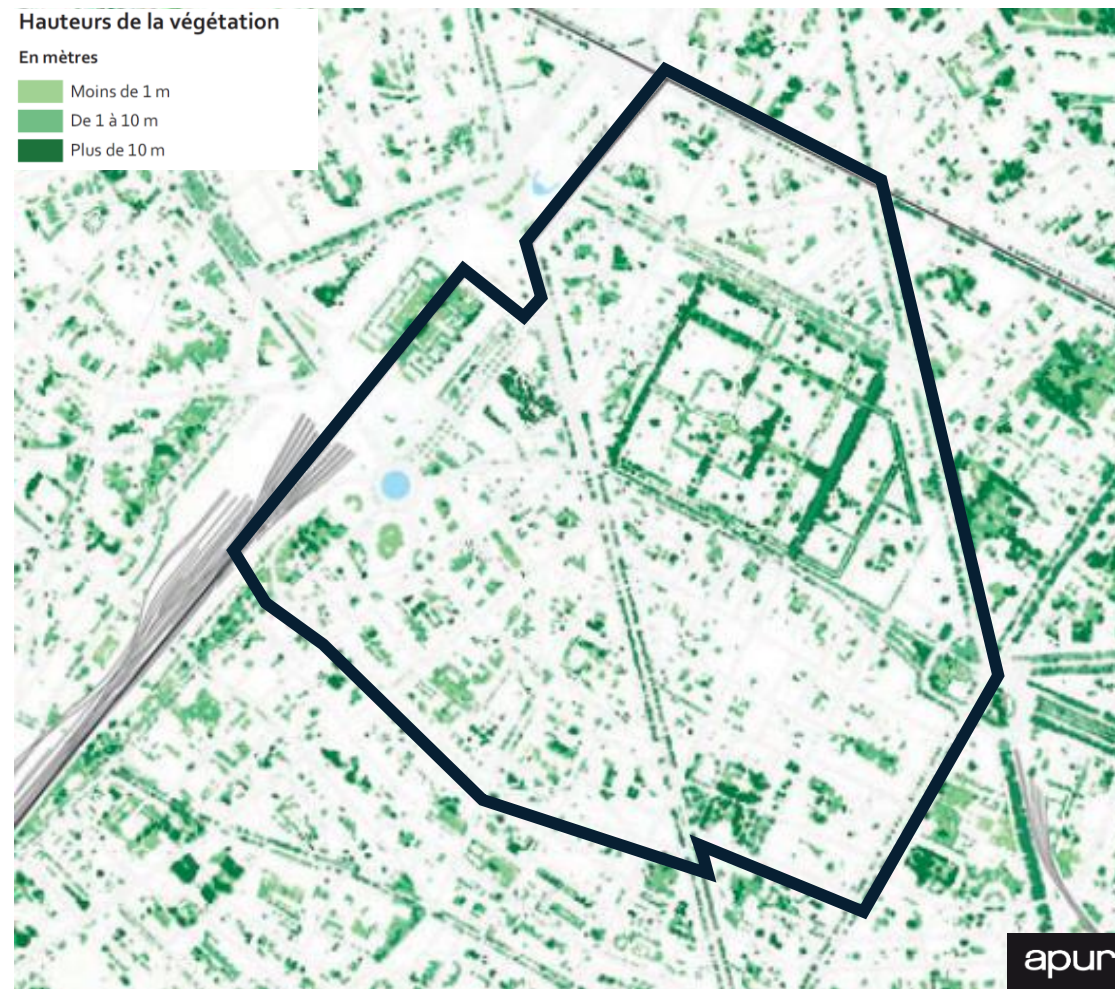 Hauteurs de la végétation
En mètres
Moins de 1 m
De 1 à 10 m
Plus de 10 m
apur